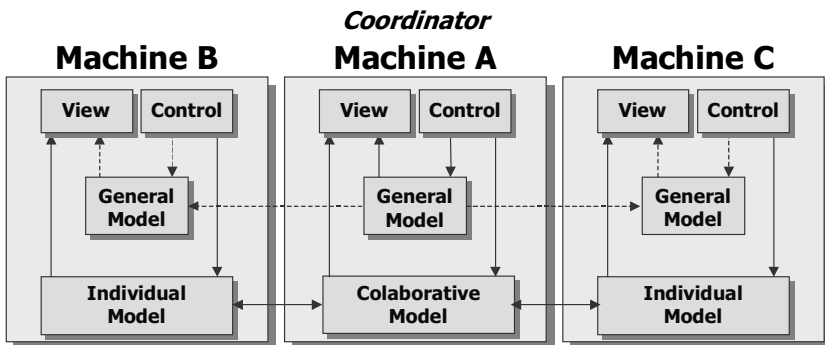 Coordinator
Machine B
Machine A
Machine C
View
Control
View
Control
View
Control
General
Model
General
Model
General
Model
Individual
Model
Colaborative
Model
Individual
Model